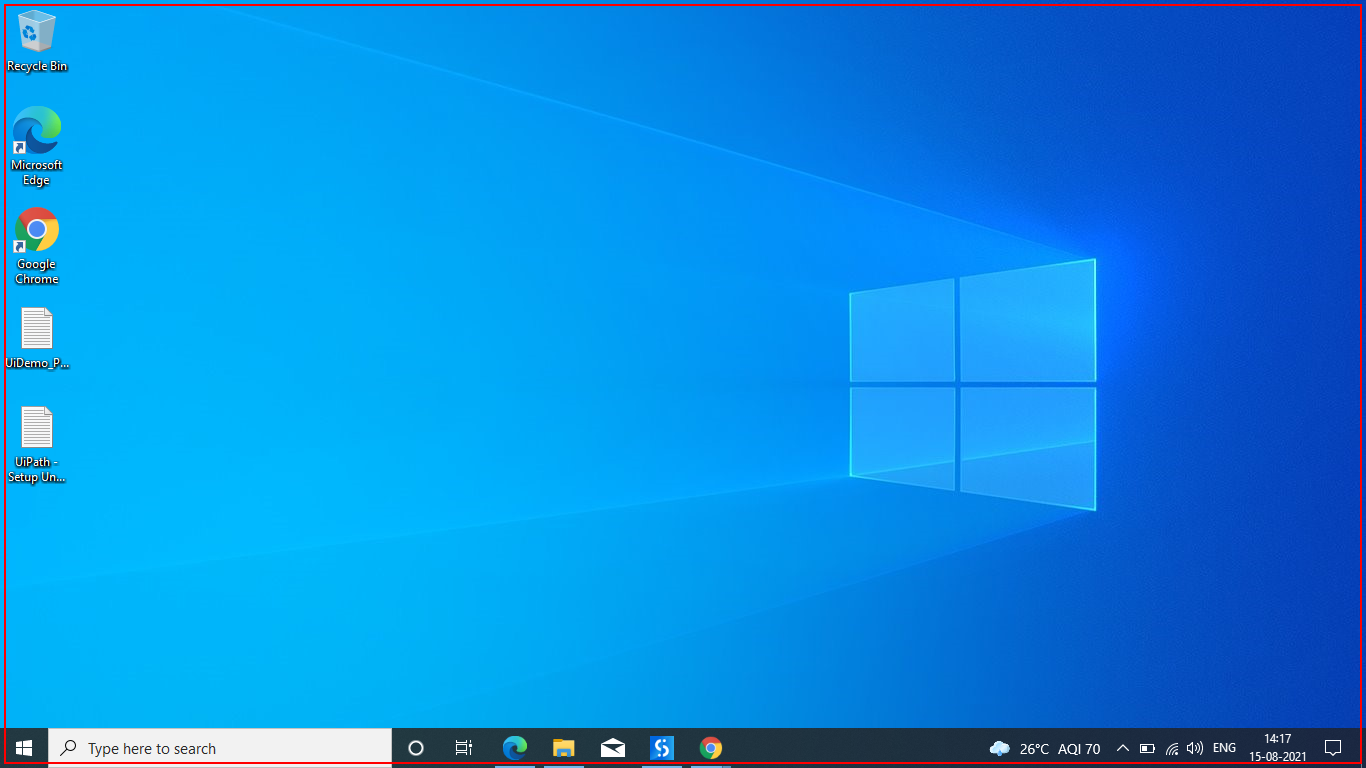 Recycle Bin
Microsoft
Edge
Google
Chrome
UiDemo_P...
UiPath -
Setup Un...
Type here to search
26°C AQI 70
ENG
14:17
15-08-2021